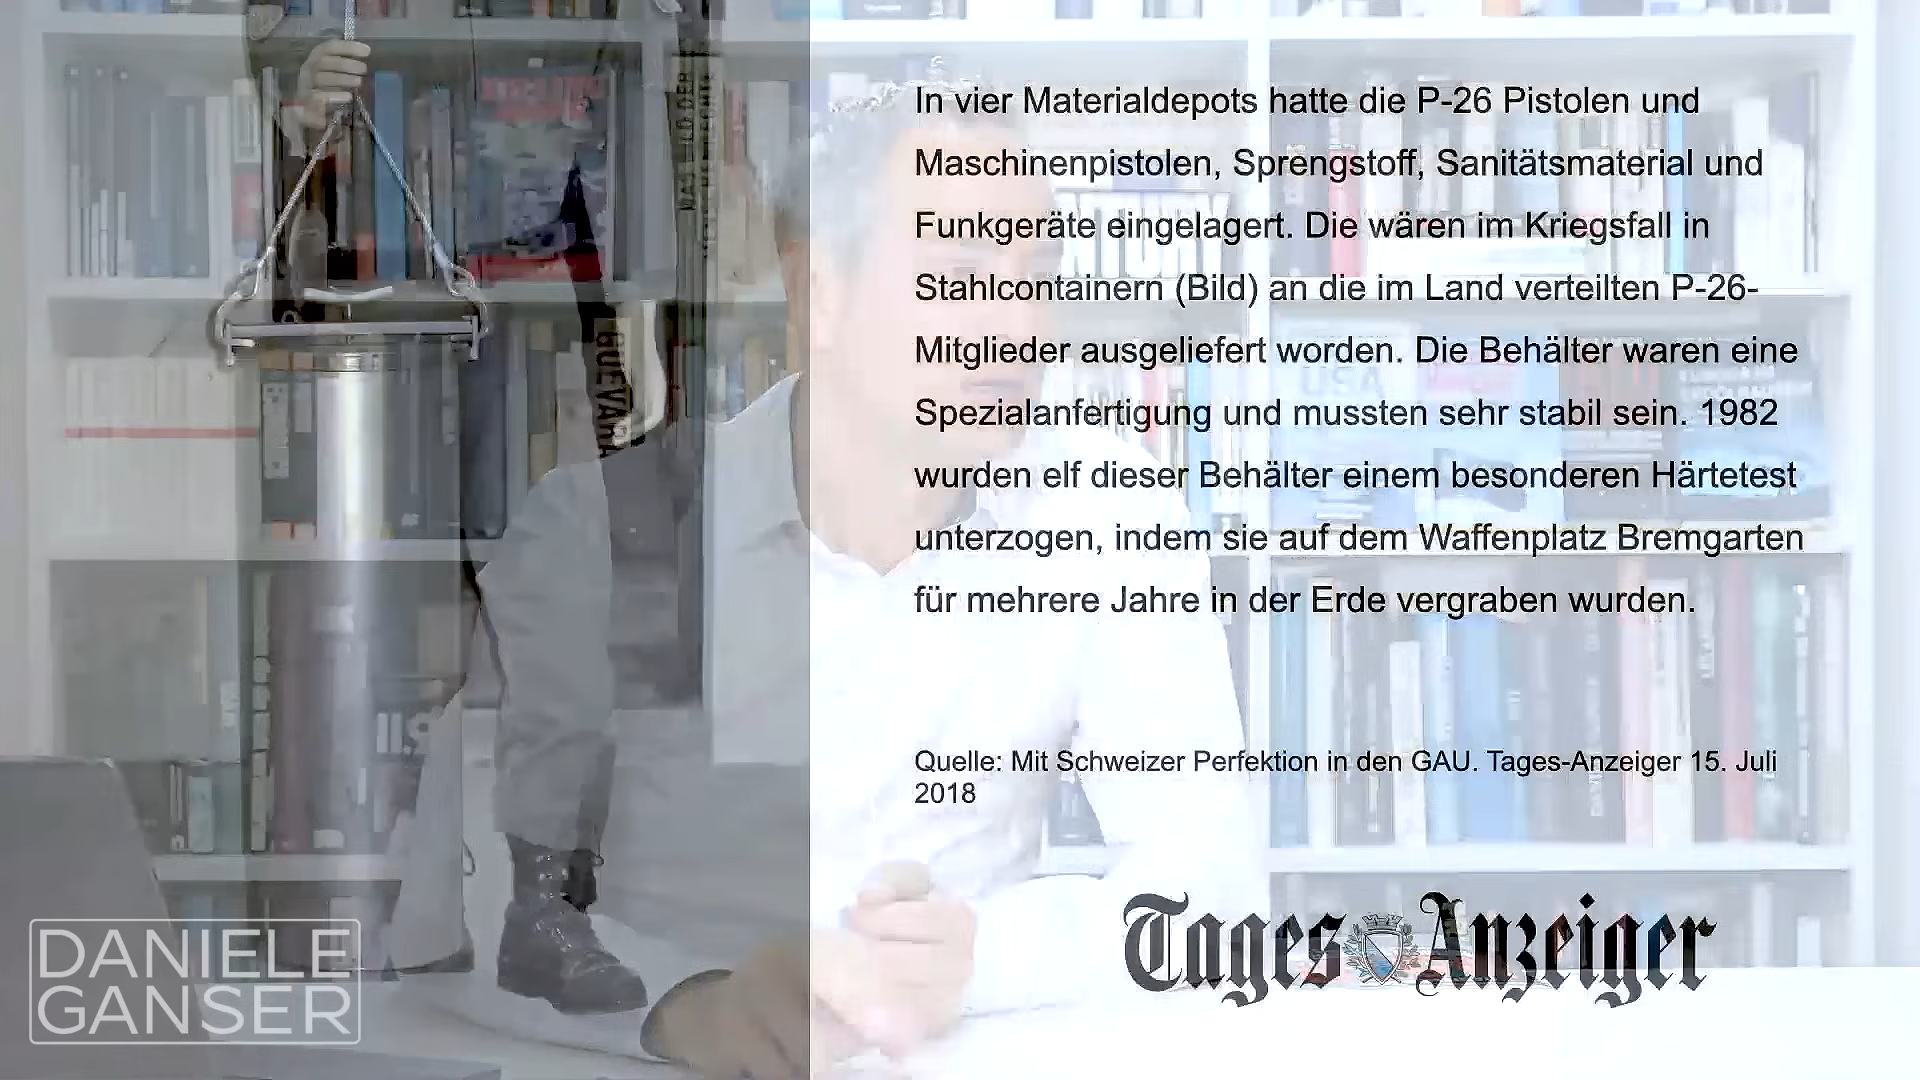 In vier Materialdepots hatte die P-26 Pistolen und
Maschinenpistolen, Sprengstoff, Sanitätsmaterial und
Funkgeräte eingelagert. Die wären im Kriegsfall in
Stahlcontainern (Bild) an die im Land verteilten P-26-
Mitglieder ausgeliefert worden. Die Behälter waren eine
Spezialanfertigung und mussten sehr stabil sein. 1982
wurden elf dieser Behälter einem besonderen Härtetest
unterzogen, indem sie auf dem Waffenplatz Bremgarten
für mehrere Jahre in der Erde vergraben wurden.
Quelle: Mit Schweizer Perfektion in den GAU. Tages-Anzeiger 15. Juli
2018
Tages Anzeiger
DANIELE
GANSER
GUEVARA
USA